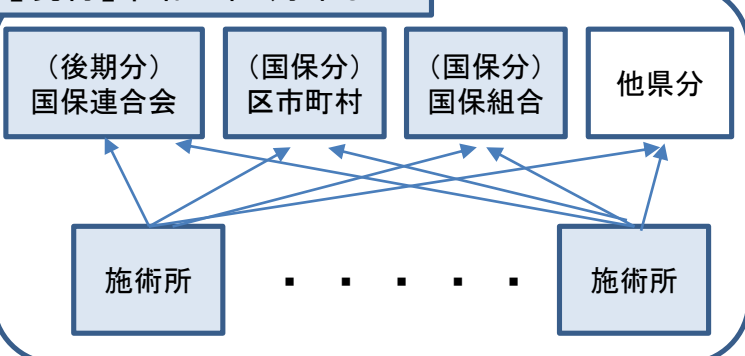 （後期分）
国保連合会
（国保分）
区市町村
（国保分）
国保組合
他県分
施術所
・・・・・
施術所